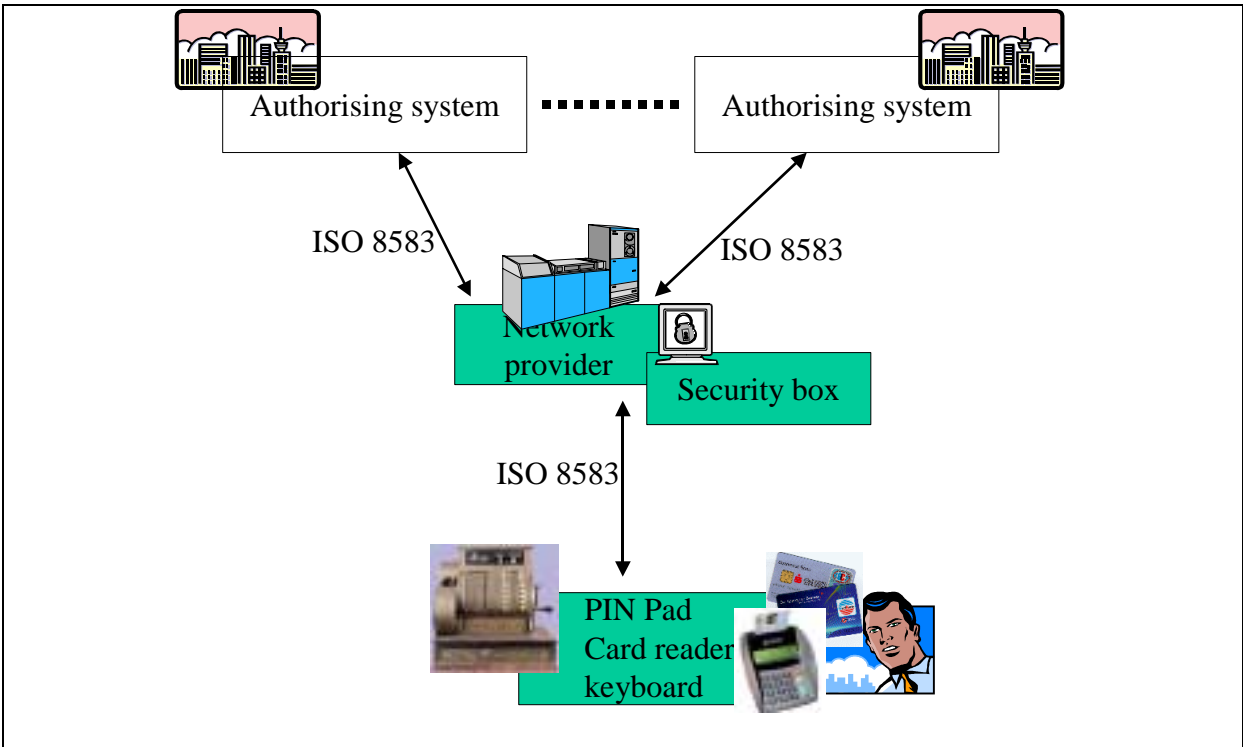 Authorising system
Authorising system
ISO 8583
ISO 8583
Network
provider
Security box
ISO 8583
PIN Pad
Card reader
keyboard